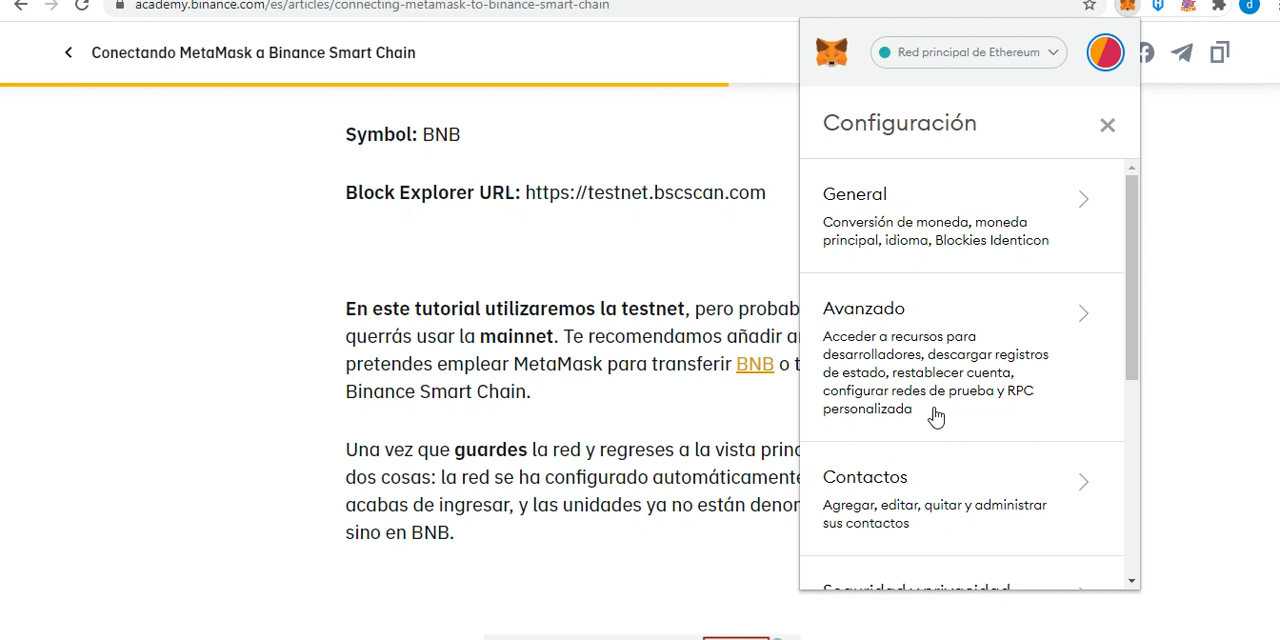 academy.binance.com/es/articles/connecting-metamask-to-binance-smart-chain
d
Conectando MetaMask a Binance Smart Chain
Symbol: BNB
Block Explorer URL: https://testnet.bscscan.com
En este tutorial utilizaremos la testnet, pero probab
querrás usar la mainnet. Te recomendamos añadir
pretendes emplear MetaMask para transferir BNB o
Binance Smart Chain.
Una vez que guardes la red y regreses a la vista
dos cosas: la red se ha configurado automáticamente
acabas de ingresar, y las unidades ya no están
sino en BNB.
Red principal de Ethereum
Configuración
General
Conversión de moneda, moneda
principal, idioma, Blockies Identicon
Avanzado
Acceder a recursos para
desarrolladores, descargar registros
de estado, restablecer cuenta,
configurar redes de prueba y RPC
personalizada
Contactos
Agregar, editar, quitar y administrar
sus contactos
Seguridad y privacidad